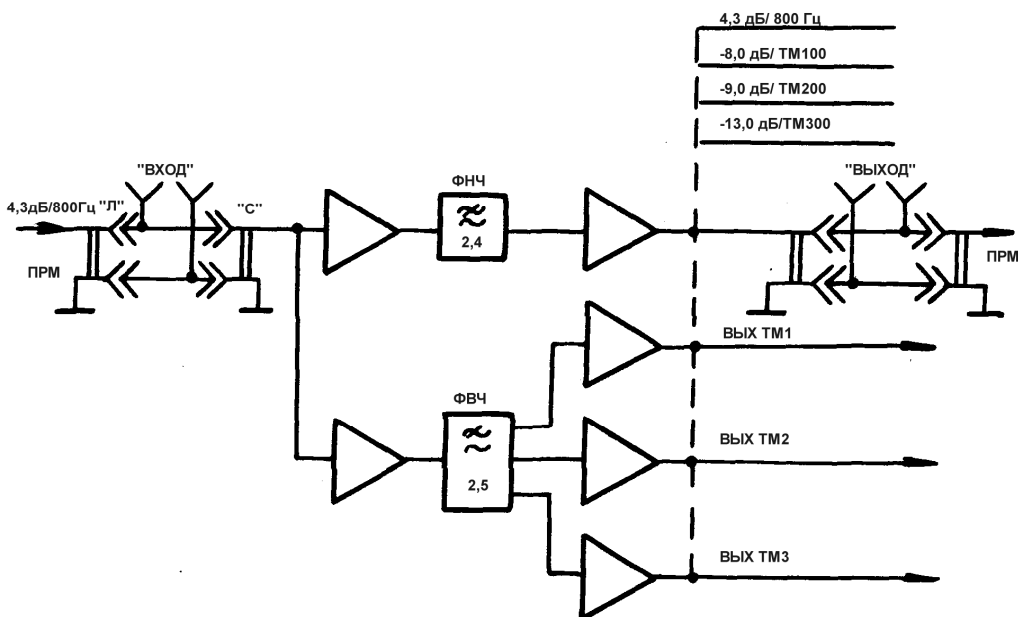 4,3 дБ/ 800 Гц
-8,0 дБ/ ТМ100
-9,0 дБ/ ТМ200
-13,0 дБ/ТМ300
"ВХОД"
ФНЧ
"ВЫХОД"
4,3дБ/800Гц "Л"
"С"
2,4
ПРМ
ПРМ
ВЫХ ТМ1
ФВЧ
ВЫХ ТМ2
2,5
ВЫХ ТМ3